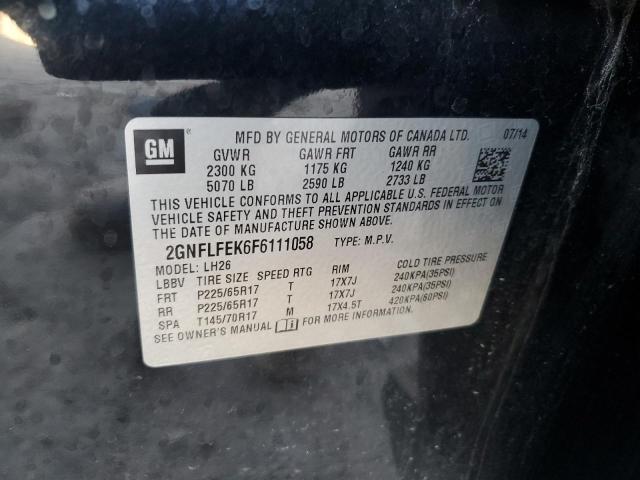 GM
MFD BY GENERAL MOTORS OF CANADA LTD. 07/14
GVWR GAWR FRT GAWR RR
2300 KG 1175 KG 1240 KG
5070 LB 2590 LB 2733 LB
THIS VEHICLE CONFORMS TO ALL APPLICABLE U.S. FEDERAL MOTOR
VEHICLE SAFETY AND THEFT PREVENTION STANDARDS IN EFFECT ON
THE DATE OF MANUFACTURE SHOWN ABOVE.
2GNFLFEK6F6111058 TYPE: M.P.V.
MODEL: LH26
LBBV TIRE SIZE SPEED RTG RIM COLD TIRE PRESSURE
FRT P225/65R17 T 17X7J 240KPA(35PSI)
RR P225/65R17 T 17X7J 240KPA(35PSI)
SPA T145/70R17 M 17X4.5T 420KPA(60PSI)
SEE OWNER'S MANUAL FOR MORE INFORMATION.